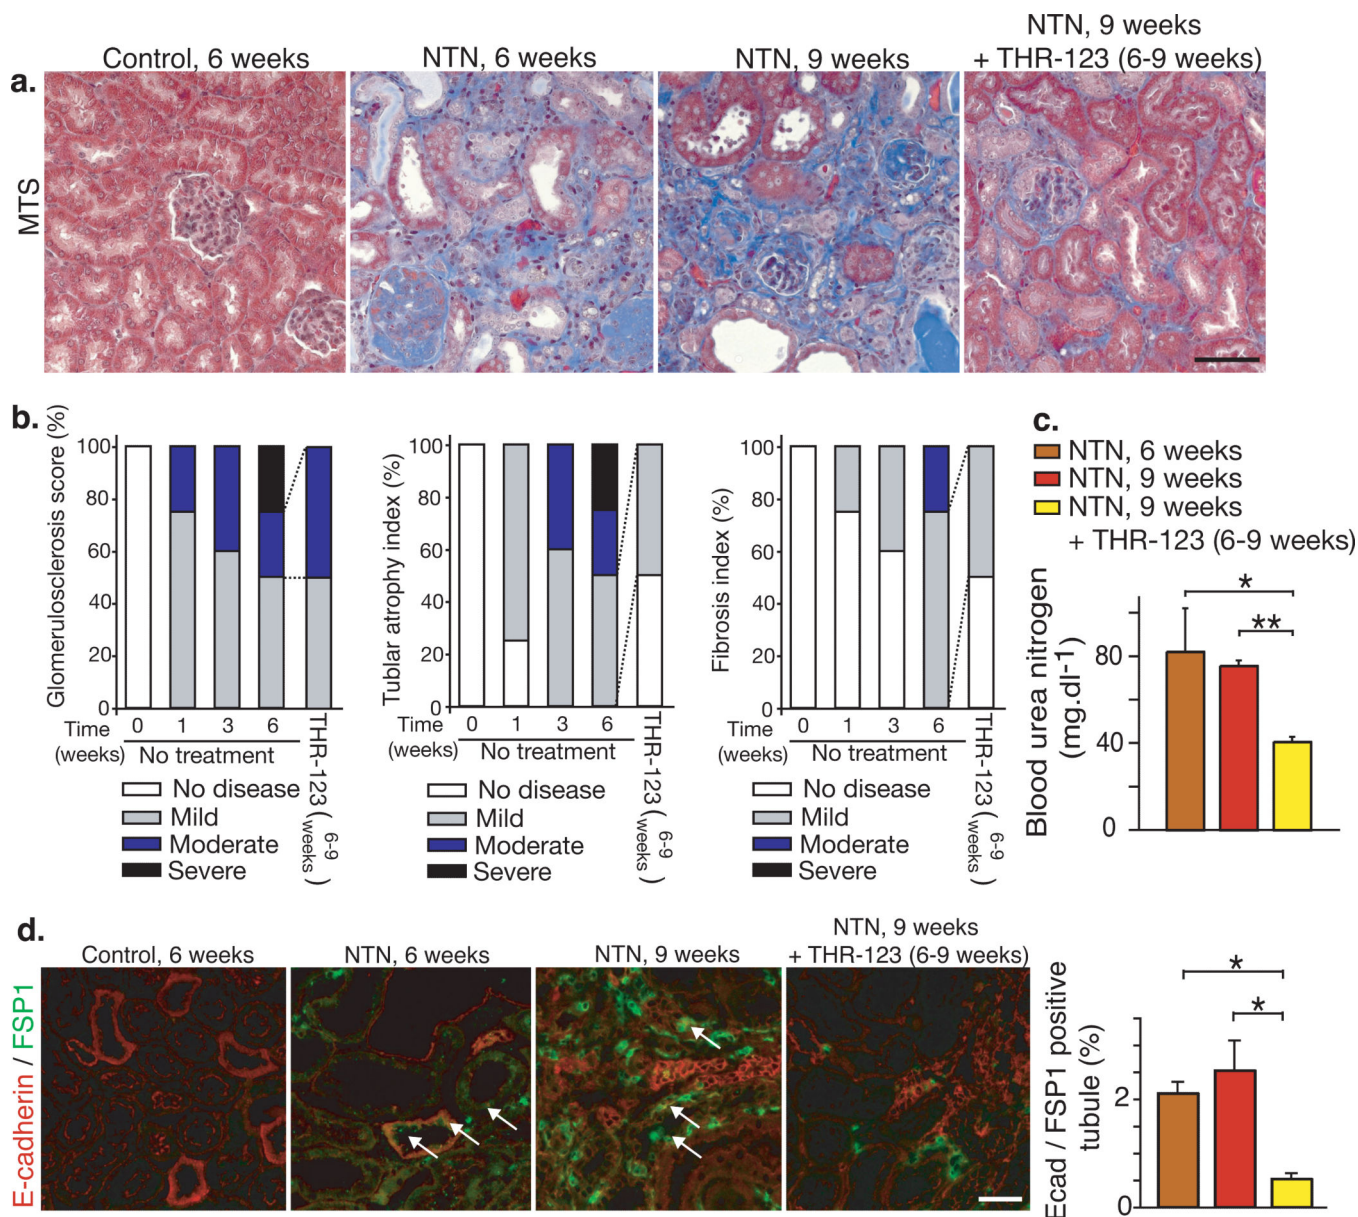 a.
Control, 6 weeks
NTN, 6 weeks
NTN, 9 weeks
NTN, 9 weeks
+ THR-123 (6-9 weeks)
MTS
b.
Glomerulosclerosis score (%)
100
80
60
40
20
0
Time
(weeks)
0 1 3 6
No treatment
THR-123 (6-9 weeks)
No disease
Mild
Moderate
Severe
Tublar atrophy index (%)
100
80
60
40
20
0
Time
(weeks)
0 1 3 6
No treatment
THR-123 (6-9 weeks)
No disease
Mild
Moderate
Severe
Fibrosis index (%)
100
80
60
40
20
0
Time
(weeks)
0 1 3 6
No treatment
THR-123 (6-9 weeks)
No disease
Mild
Moderate
Severe
c.
NTN, 6 weeks
NTN, 9 weeks
NTN, 9 weeks
+ THR-123 (6-9 weeks)
Blood urea nitrogen
(mg.dl-1)
80
40
0
*
**
d.
Control, 6 weeks
NTN, 6 weeks
NTN, 9 weeks
NTN, 9 weeks
+ THR-123 (6-9 weeks)
E-cadherin / FSP1
Ecad / FSP1 positive
tubule (%)
2
0
*
*